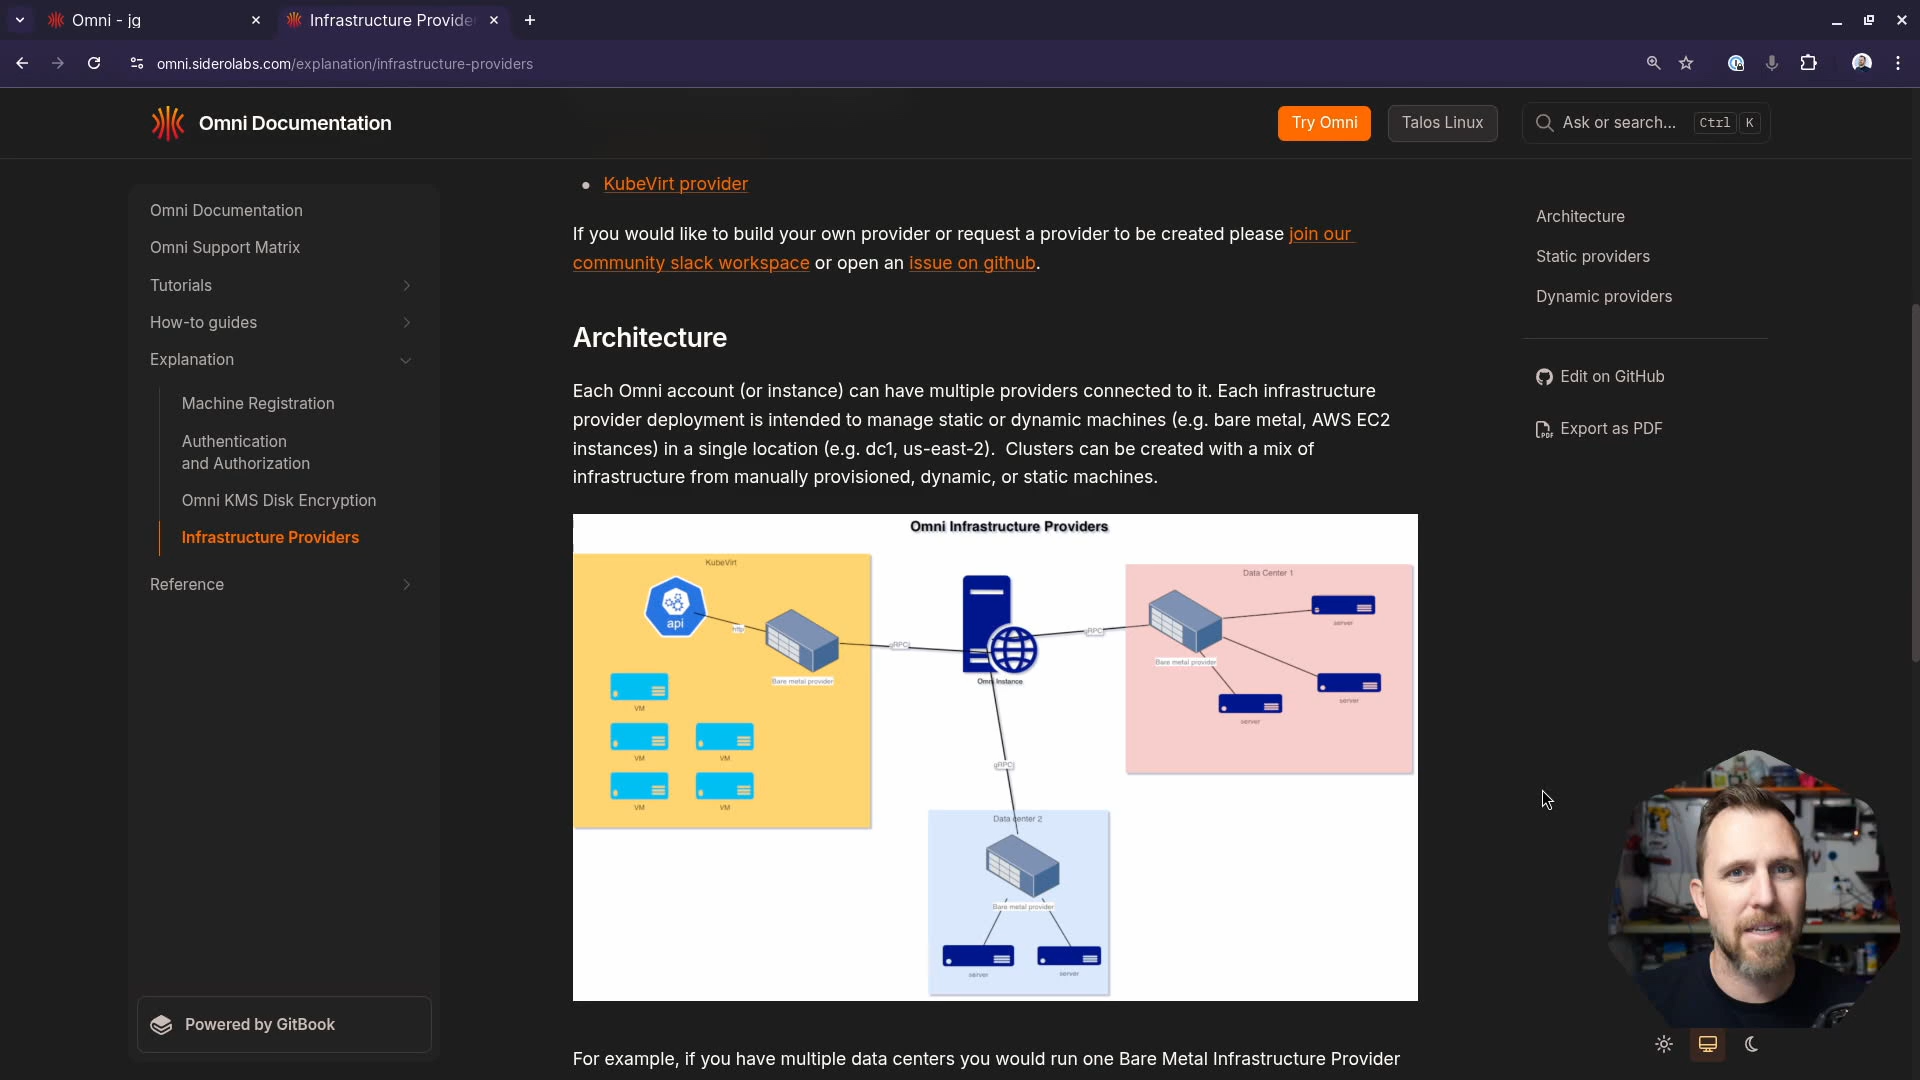 Omni - jg
Infrastructure Provide
omni.siderolabs.com/explanation/infrastructure-providers
Omni Documentation
Try Omni
Talos Linux
Ask or search...
Ctrl K
Omni Documentation
Omni Support Matrix
Tutorials
How-to guides
Explanation
Machine Registration
Authentication
and Authorization
Omni KMS Disk Encryption
Infrastructure Providers
Reference
Powered by GitBook
• KubeVirt provider
If you would like to build your own provider or request a provider to be created please join our
community slack workspace or open an issue on github.
Architecture
Each Omni account (or instance) can have multiple providers connected to it. Each infrastructure
provider deployment is intended to manage static or dynamic machines (e.g. bare metal, AWS EC2
instances) in a single location (e.g. dc1, us-east-2).  Clusters can be created with a mix of
infrastructure from manually provisioned, dynamic, or static machines.
Omni Infrastructure Providers
KubeVirt
api
http
Bare metal provider
VM
VM
VM
VM
VM
gRPC
Omni Instance
gRPC
Data Center 1
Bare metal provider
server
server
server
gRPC
Data center 2
Bare metal provider
server
server
For example, if you have multiple data centers you would run one Bare Metal Infrastructure Provider
Architecture
Static providers
Dynamic providers
Edit on GitHub
PDF
Export as PDF